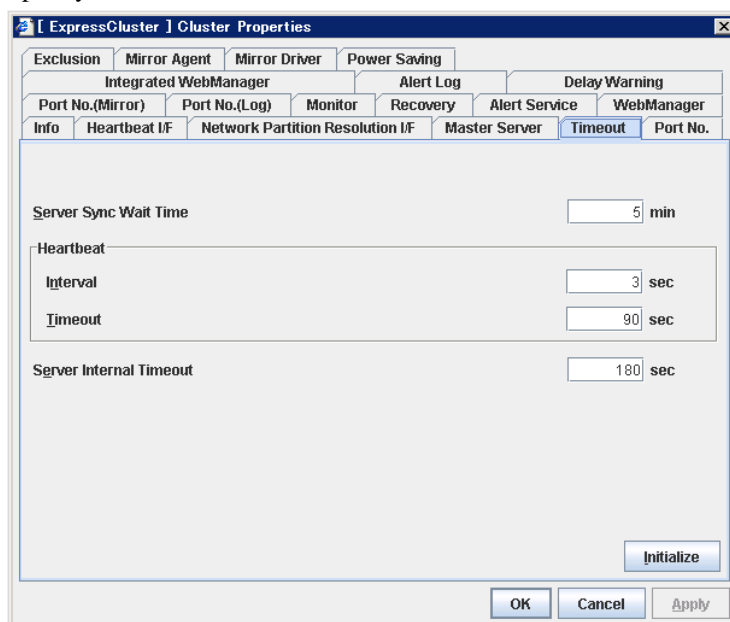 [ ExpressCluster ] Cluster Properties
Exclusion Mirror Agent Mirror Driver Power Saving
Integrated WebManager Alert Log Delay Warning
Port No.(Mirror) Port No.(Log) Monitor Recovery Alert Service WebManager
Info Heartbeat I/F Network Partition Resolution I/F Master Server Timeout Port No.
Server Sync Wait Time 5 min
Heartbeat
Interval 3 sec
Timeout 90 sec
Server Internal Timeout 180 sec
Initialize
OK Cancel Apply